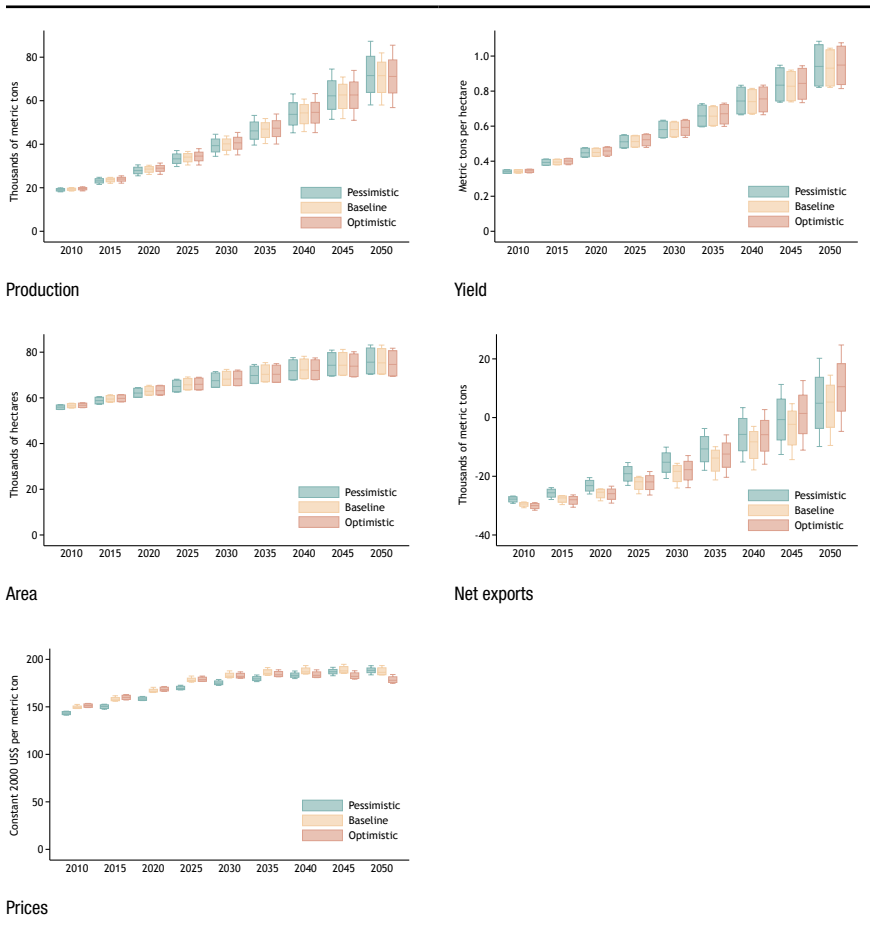 Thousands of metric tons
80
60
40
20
0
Pessimistic
Baseline
Optimistic
2010 2015 2020 2025 2030 2035 2040 2045 2050
Production
Metric tons per hectare
1.0
0.8
0.6
0.4
0.2
0
Pessimistic
Baseline
Optimistic
2010 2015 2020 2025 2030 2035 2040 2045 2050
Yield
Thousands of hectares
80
60
40
20
0
Pessimistic
Baseline
Optimistic
2010 2015 2020 2025 2030 2035 2040 2045 2050
Area
Thousands of metric tons
20
0
-20
-40
Pessimistic
Baseline
Optimistic
2010 2015 2020 2025 2030 2035 2040 2045 2050
Net exports
Constant 2000 US$ per metric ton
200
150
100
50
0
Pessimistic
Baseline
Optimistic
2010 2015 2020 2025 2030 2035 2040 2045 2050
Prices